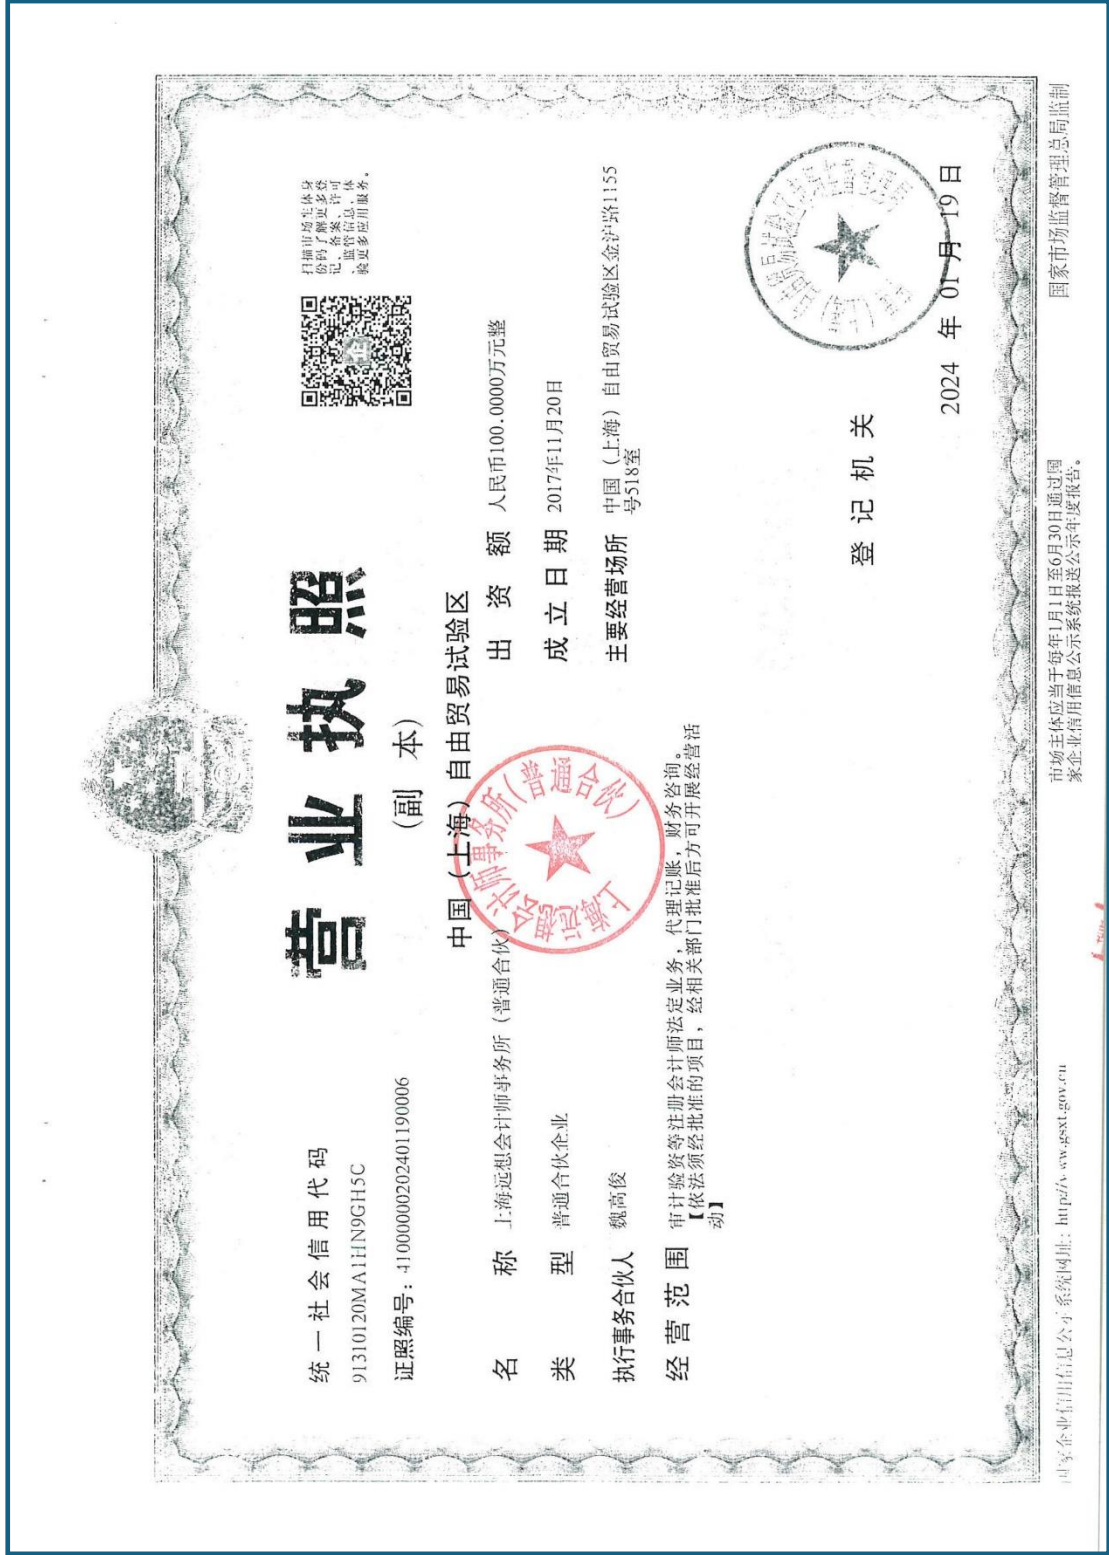 统一社会信用代码
91310120MA1HN9GH5C
证照编号：41000000202401190006
营业执照
（副 本）
中国（上海）自由贸易试验区
扫描市场主体身
份码了解更多登
记、备案、许可
、监管信息，体
验更多应用服务。
名 称 上海远想会计师事务所（普通合伙）
类 型 普通合伙企业
执行事务合伙人 魏高俊
经营范围 审计验资等注册会计师法定业务，代理记账，财务咨询。
【依法须经批准的项目，经相关部门批准后方可开展经营活
动】
出资额 人民币100.0000万元整
成立日期 2017年11月20日
主要经营场所 中国（上海）自由贸易试验区金沪路1155
号518室
计师事务所(普通合伙)
登记机关
2024 年 01 月 19 日
国家企业信用信息公示系统网址：http://www.gsxt.gov.cn
市场主体应当于每年1月1日至6月30日通过国
家企业信用信息公示系统报送公示年度报告。
国家市场监督管理总局监制